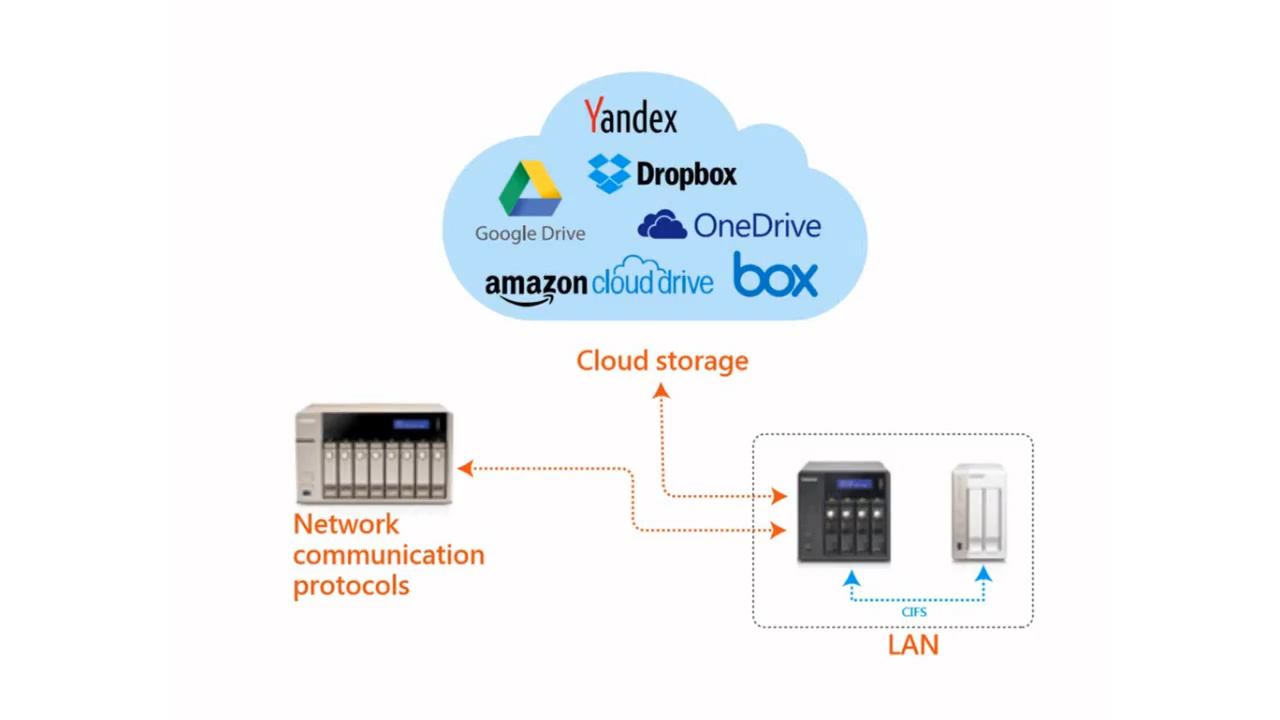 Yandex
Dropbox
Google Drive
OneDrive
amazon cloud drive
box
Cloud storage
Network
communication
protocols
CIFS
LAN